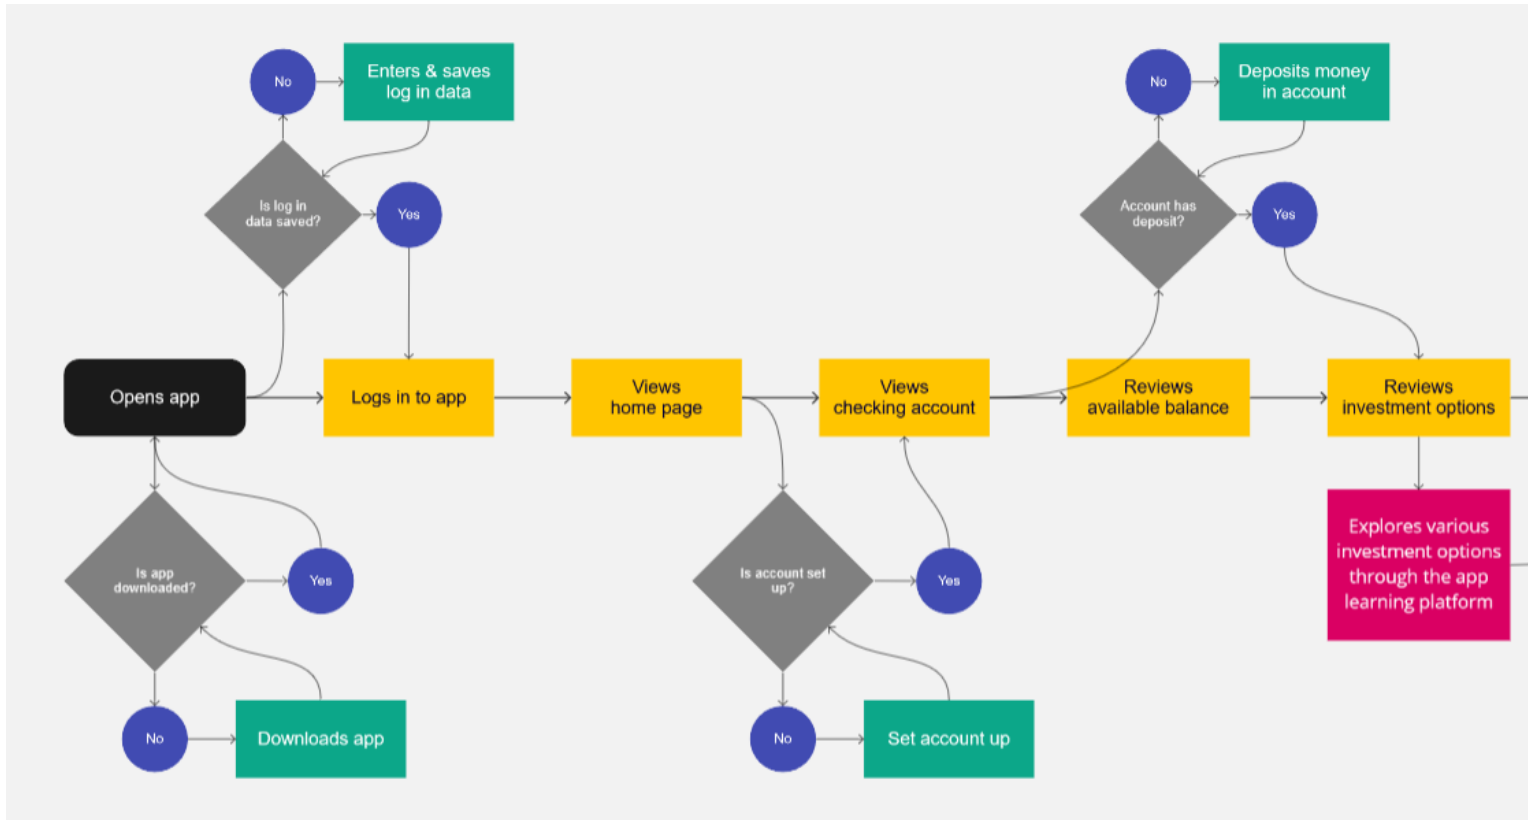 No
Enters & saves
log in data
Is log in
data saved?
Yes
No
Deposits money
in account
Account has
deposit?
Yes
Opens app
Logs in to app
Views
home page
Views
checking account
Reviews
available balance
Reviews
investment options
Is app
downloaded?
Yes
No
Downloads app
Is account set
up?
Yes
No
Set account up
Explores various
investment options
through the app
learning platform